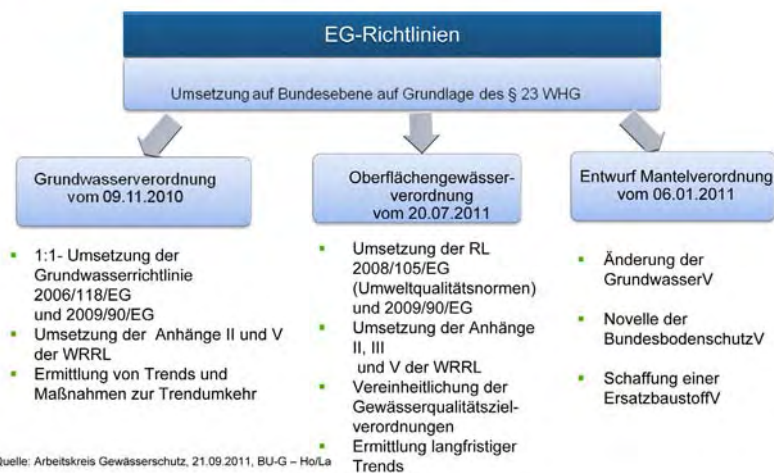 EG-Richtlinien
Umsetzung auf Bundesebene auf Grundlage des § 23 WHG
Grundwasserverordnung
vom 09.11.2010
1:1- Umsetzung der
Grundwasserrichtlinie
2006/118/EG
und 2009/90/EG
Umsetzung der Anhänge II und V
der WRRL
Ermittlung von Trends und
Maßnahmen zur Trendumkehr
Oberflächengewässer-
verordnung
vom 20.07.2011
Umsetzung der RL
2008/105/EG
(Umweltqualitätsnormen)
und 2009/90/EG
Umsetzung der Anhänge
II, III
und V der WRRL
Vereinheitlichung der
Gewässerqualitätsziel-
verordnungen
Ermittlung langfristiger
Trends
Entwurf Mantelverordnung
vom 06.01.2011
Änderung der
GrundwasserV
Novelle der
BundesbodenschutzV
Schaffung einer
ErsatzbaustoffV
Quelle: Arbeitskreis Gewässerschutz, 21.09.2011, BU-G – Ho/La